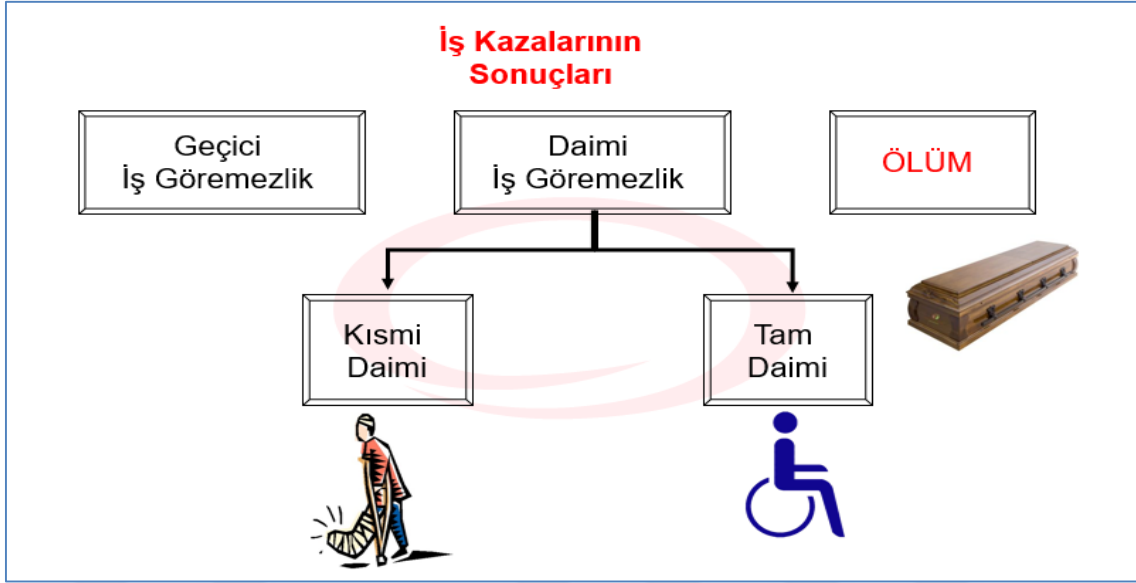 İş Kazalarının
Sonuçları
Geçici
İş Göremezlik
Daimi
İş Göremezlik
ÖLÜM
Kısmi
Daimi
Tam
Daimi